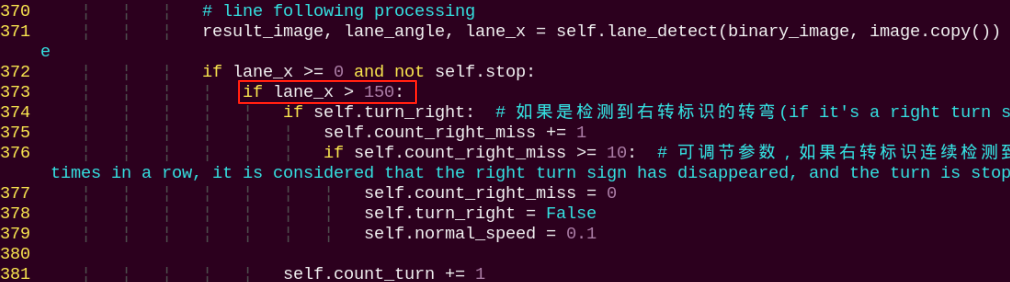 370 # line following processing
371 result_image, lane_angle, lane_x = self.lane_detect(binary_image, image.copy())
e
372 if lane_x >= 0 and not self.stop:
373 if lane_x > 150:
374 if self.turn_right: # 如果是检测到右转标识的转弯(if it's a right turn s
375 self.count_right_miss += 1
376 if self.count_right_miss >= 10: # 可调节参数，如果右转标识连续检测到
times in a row, it is considered that the right turn sign has disappeared, and the turn is stop
377 self.count_right_miss = 0
378 self.turn_right = False
379 self.normal_speed = 0.1
380
381 self.count_turn += 1